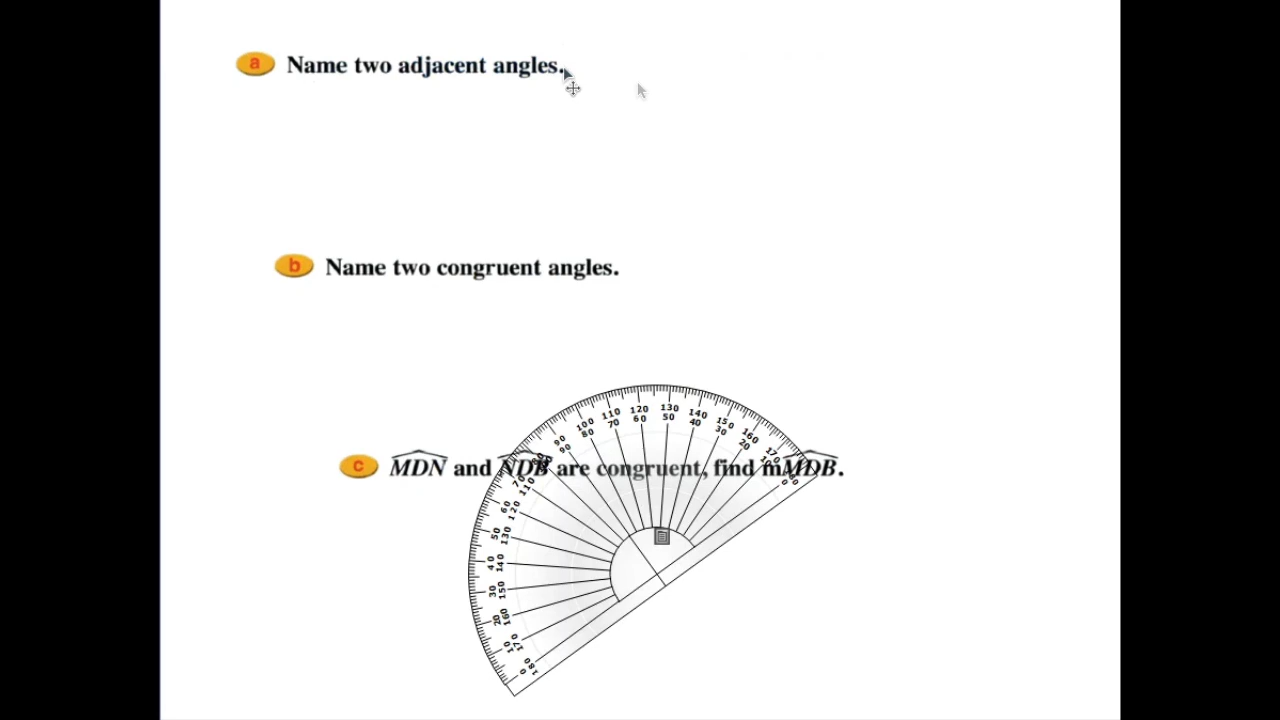 a Name two adjacent angles.
b Name two congruent angles.
c MDN and NDB are congruent, find mMDB.